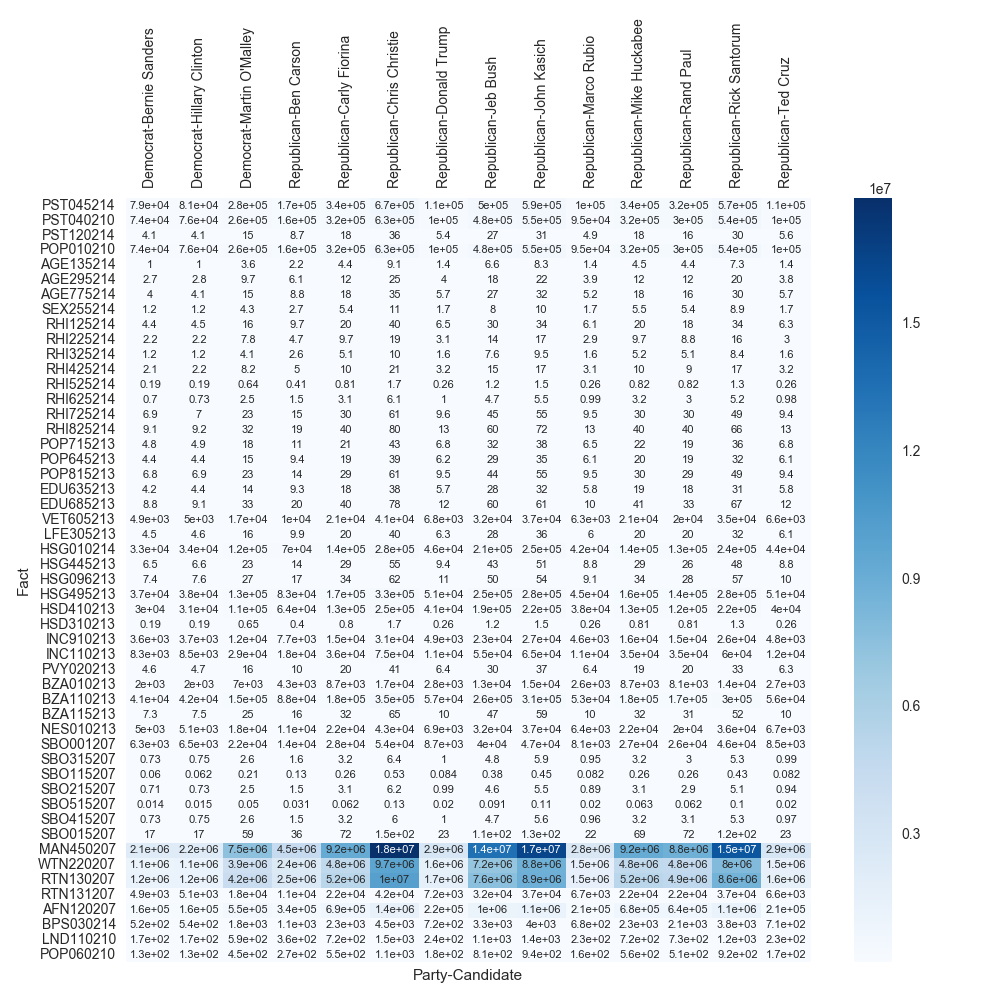 Democrat-Bernie Sanders
Democrat-Hillary Clinton
Democrat-Martin O'Malley
Republican-Ben Carson
Republican-Carly Fiorina
Republican-Chris Christie
Republican-Donald Trump
Republican-Jeb Bush
Republican-John Kasich
Republican-Marco Rubio
Republican-Mike Huckabee
Republican-Rand Paul
Republican-Rick Santorum
Republican-Ted Cruz
PST045214 7.9e+04 8.1e+04 2.8e+05 1.7e+05 3.4e+05 6.7e+05 1.1e+05 5e+05 5.9e+05 1e+05 3.4e+05 3.2e+05 5.7e+05 1.1e+05
PST040210 7.4e+04 7.6e+04 2.6e+05 1.6e+05 3.2e+05 6.3e+05 1e+05 4.8e+05 5.5e+05 9.5e+04 3.2e+05 3e+05 5.4e+05 1e+05
PST120214 4.1 4.1 15 8.7 18 36 5.4 27 31 4.9 18 16 30 5.6
POP010210 7.4e+04 7.6e+04 2.6e+05 1.6e+05 3.2e+05 6.3e+05 1e+05 4.8e+05 5.5e+05 9.5e+04 3.2e+05 3e+05 5.4e+05 1e+05
AGE135214 1 1 3.6 2.2 4.4 9.1 1.4 6.6 8.3 1.4 4.5 4.4 7.3 1.4
AGE295214 2.7 2.8 9.7 6.1 12 25 4 18 22 3.9 12 12 20 3.8
AGE775214 4 4.1 15 8.8 18 35 5.7 27 32 5.2 18 16 30 5.7
SEX255214 1.2 1.2 4.3 2.7 5.4 11 1.7 8 10 1.7 5.5 5.4 8.9 1.7
RHI125214 4.4 4.5 16 9.7 20 40 6.5 30 34 6.1 20 18 34 6.3
RHI225214 2.2 2.2 7.8 4.7 9.7 19 3.1 14 17 2.9 9.7 8.8 16 3
RHI325214 1.2 1.2 4.1 2.6 5.1 10 1.6 7.6 9.5 1.6 5.2 5.1 8.4 1.6
RHI425214 2.1 2.2 8.2 5 10 21 3.2 15 17 3.1 10 9 17 3.2
RHI525214 0.19 0.19 0.64 0.41 0.81 1.7 0.26 1.2 1.5 0.26 0.82 0.82 1.3 0.26
RHI625214 0.7 0.73 2.5 1.5 3.1 6.1 1 4.7 5.5 0.99 3.2 3 5.2 0.98
RHI725214 6.9 7 23 15 30 61 9.6 45 55 9.5 30 30 49 9.4
RHI825214 9.1 9.2 32 19 40 80 13 60 72 13 40 40 66 13
POP715213 4.8 4.9 18 11 21 43 6.8 32 38 6.5 22 19 36 6.8
POP645213 4.4 4.4 15 9.4 19 39 6.2 29 35 6.1 20 19 32 6.1
POP815213 6.8 6.9 23 14 29 61 9.5 44 55 9.5 30 29 49 9.4
EDU635213 4.2 4.4 14 9.3 18 38 5.7 28 32 5.8 19 18 31 5.8
EDU685213 8.8 9.1 33 20 40 78 12 60 61 10 41 33 67 12
VET605213 4.9e+03 5e+03 1.7e+04 1e+04 2.1e+04 4.1e+04 6.8e+03 3.2e+04 3.7e+04 6.3e+03 2.1e+04 2e+04 3.5e+04 6.6e+03
LFE305213 4.5 4.6 16 9.9 20 40 6.3 28 36 6 20 20 32 6.1
HSG010214 3.3e+04 3.4e+04 1.2e+05 7e+04 1.4e+05 2.8e+05 4.6e+04 2.1e+05 2.5e+05 4.2e+04 1.4e+05 1.3e+05 2.4e+05 4.4e+04
HSG445213 6.5 6.6 23 14 29 55 9.4 43 51 8.8 29 26 48 8.8
HSG096213 7.4 7.6 27 17 34 62 11 50 54 9.1 34 28 57 10
HSG495213 3.7e+04 3.8e+04 1.3e+05 8.3e+04 1.7e+05 3.3e+05 5.1e+04 2.5e+05 2.8e+05 4.5e+04 1.6e+05 1.4e+05 2.8e+05 5.1e+04
HSD410213 3e+04 3.1e+04 1.1e+05 6.4e+04 1.3e+05 2.5e+05 4.1e+04 1.9e+05 2.2e+05 3.8e+04 1.3e+05 1.2e+05 2.2e+05 4e+04
HSD310213 0.19 0.19 0.65 0.4 0.8 1.7 0.26 1.2 1.5 0.26 0.81 0.81 1.3 0.26
INC910213 3.6e+03 3.7e+03 1.2e+04 7.7e+03 1.5e+04 3.1e+04 4.9e+03 2.3e+04 2.7e+04 4.6e+03 1.6e+04 1.5e+04 2.6e+04 4.8e+03
INC110213 8.3e+03 8.5e+03 2.9e+04 1.8e+04 3.6e+04 7.5e+04 1.1e+04 5.5e+04 6.5e+04 1.1e+04 3.5e+04 3.5e+04 6e+04 1.2e+04
PVY020213 4.6 4.7 16 10 20 41 6.4 30 37 6.4 19 20 33 6.3
BZA010213 2e+03 2e+03 7e+03 4.3e+03 8.7e+03 1.7e+04 2.8e+03 1.3e+04 1.5e+04 2.6e+03 8.7e+03 8.1e+03 1.4e+04 2.7e+03
BZA110213 4.1e+04 4.2e+04 1.5e+05 8.8e+04 1.8e+05 3.5e+05 5.7e+04 2.6e+05 3.1e+05 5.3e+04 1.8e+05 1.7e+05 3e+05 5.6e+04
BZA115213 7.3 7.5 25 16 32 65 10 47 59 10 32 31 52 10
NES010213 5e+03 5.1e+03 1.8e+04 1.1e+04 2.2e+04 4.3e+04 6.9e+03 3.2e+04 3.7e+04 6.4e+03 2.2e+04 2e+04 3.6e+04 6.7e+03
SBO001207 6.3e+03 6.5e+03 2.2e+04 1.4e+04 2.8e+04 5.4e+04 8.7e+03 4e+04 4.7e+04 8.1e+03 2.7e+04 2.6e+04 4.6e+04 8.5e+03
SBO315207 0.73 0.75 2.6 1.6 3.2 6.4 1 4.8 5.9 0.95 3.2 3 5.3 0.99
SBO115207 0.06 0.062 0.21 0.13 0.26 0.53 0.084 0.38 0.45 0.082 0.26 0.26 0.43 0.082
SBO215207 0.71 0.73 2.5 1.5 3.1 6.2 0.99 4.6 5.5 0.89 3.1 2.9 5.1 0.94
SBO515207 0.014 0.015 0.05 0.031 0.062 0.13 0.02 0.091 0.11 0.02 0.063 0.062 0.1 0.02
SBO415207 0.73 0.75 2.6 1.5 3.2 6 1 4.7 5.6 0.96 3.2 3.1 5.3 0.97
SBO015207 17 17 59 36 72 1.5e+02 23 1.1e+02 1.3e+02 22 69 72 1.2e+02 23
MAN450207 2.1e+06 2.2e+06 7.5e+06 4.5e+06 9.2e+06 1.8e+07 2.9e+06 1.4e+07 1.7e+07 2.8e+06 9.2e+06 8.8e+06 1.5e+07 2.9e+06
WTN220207 1.1e+06 1.1e+06 3.9e+06 2.4e+06 4.8e+06 9.7e+06 1.6e+06 7.2e+06 8.8e+06 1.5e+06 4.8e+06 4.8e+06 8e+06 1.5e+06
RTN130207 1.2e+06 1.2e+06 4.2e+06 2.5e+06 5.2e+06 1e+07 1.7e+06 7.6e+06 8.9e+06 1.5e+06 5.2e+06 4.9e+06 8.6e+06 1.6e+06
RTN131207 4.9e+03 5.1e+03 1.8e+04 1.1e+04 2.2e+04 4.2e+04 7.2e+03 3.2e+04 3.7e+04 6.7e+03 2.2e+04 2.2e+04 3.7e+04 6.6e+03
AFN120207 1.6e+05 1.6e+05 5.5e+05 3.4e+05 6.9e+05 1.4e+06 2.2e+05 1e+06 1.1e+06 2.1e+05 6.8e+05 6.4e+05 1.1e+06 2.1e+05
BPS030214 5.2e+02 5.4e+02 1.8e+03 1.1e+03 2.3e+03 4.5e+03 7.2e+02 3.3e+03 4e+03 6.8e+02 2.3e+03 2.1e+03 3.8e+03 7.1e+02
LND110210 1.7e+02 1.7e+02 5.9e+02 3.6e+02 7.2e+02 1.5e+03 2.4e+02 1.1e+03 1.4e+03 2.3e+02 7.2e+02 7.3e+02 1.2e+03 2.3e+02
POP060210 1.3e+02 1.3e+02 4.5e+02 2.7e+02 5.5e+02 1.1e+03 1.8e+02 8.1e+02 9.4e+02 1.6e+02 5.6e+02 5.1e+02 9.2e+02 1.7e+02
Fact
Party-Candidate
1e7
1.5
1.2
0.9
0.6
0.3